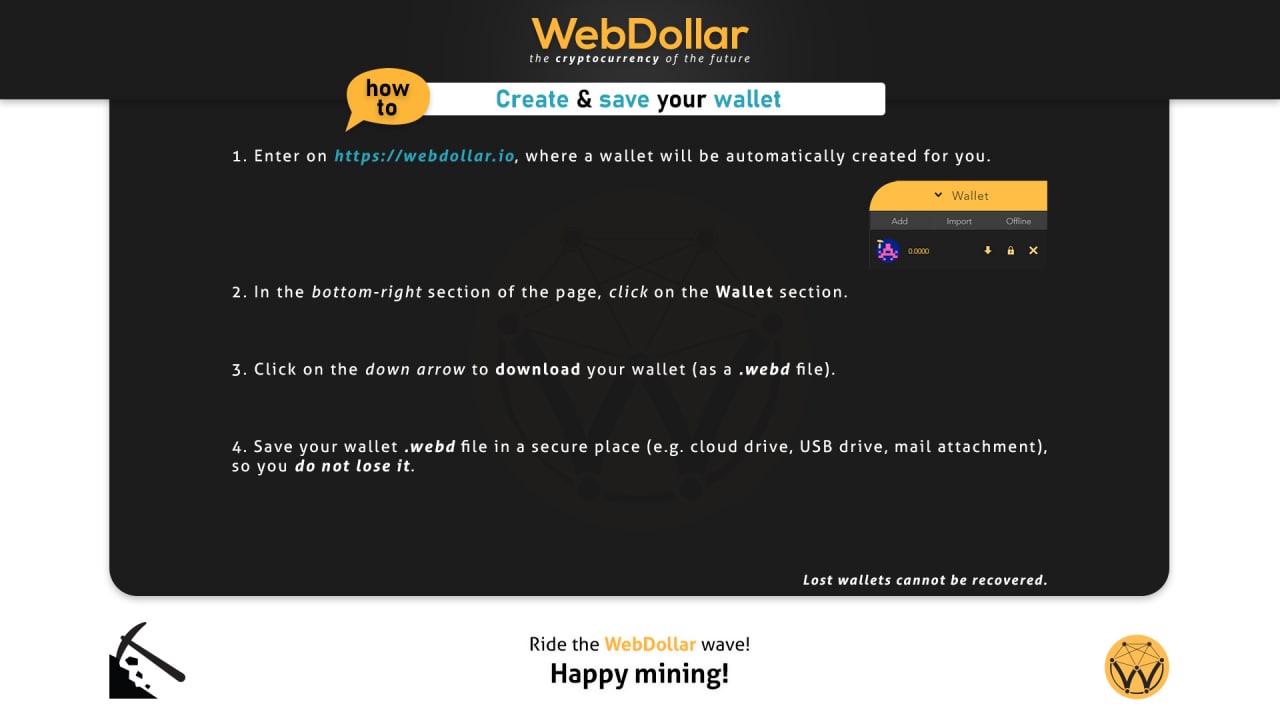 WebDollar
the cryptocurrency of the future
how
to
Create & save your wallet
1. Enter on https://webdollar.io, where a wallet will be automatically created for you.
Wallet
Add Import Offline
0.0000
2. In the bottom-right section of the page, click on the Wallet section.
3. Click on the down arrow to download your wallet (as a .webd file).
4. Save your wallet .webd file in a secure place (e.g. cloud drive, USB drive, mail attachment),
so you do not lose it.
Lost wallets cannot be recovered.
Ride the WebDollar wave!
Happy mining!